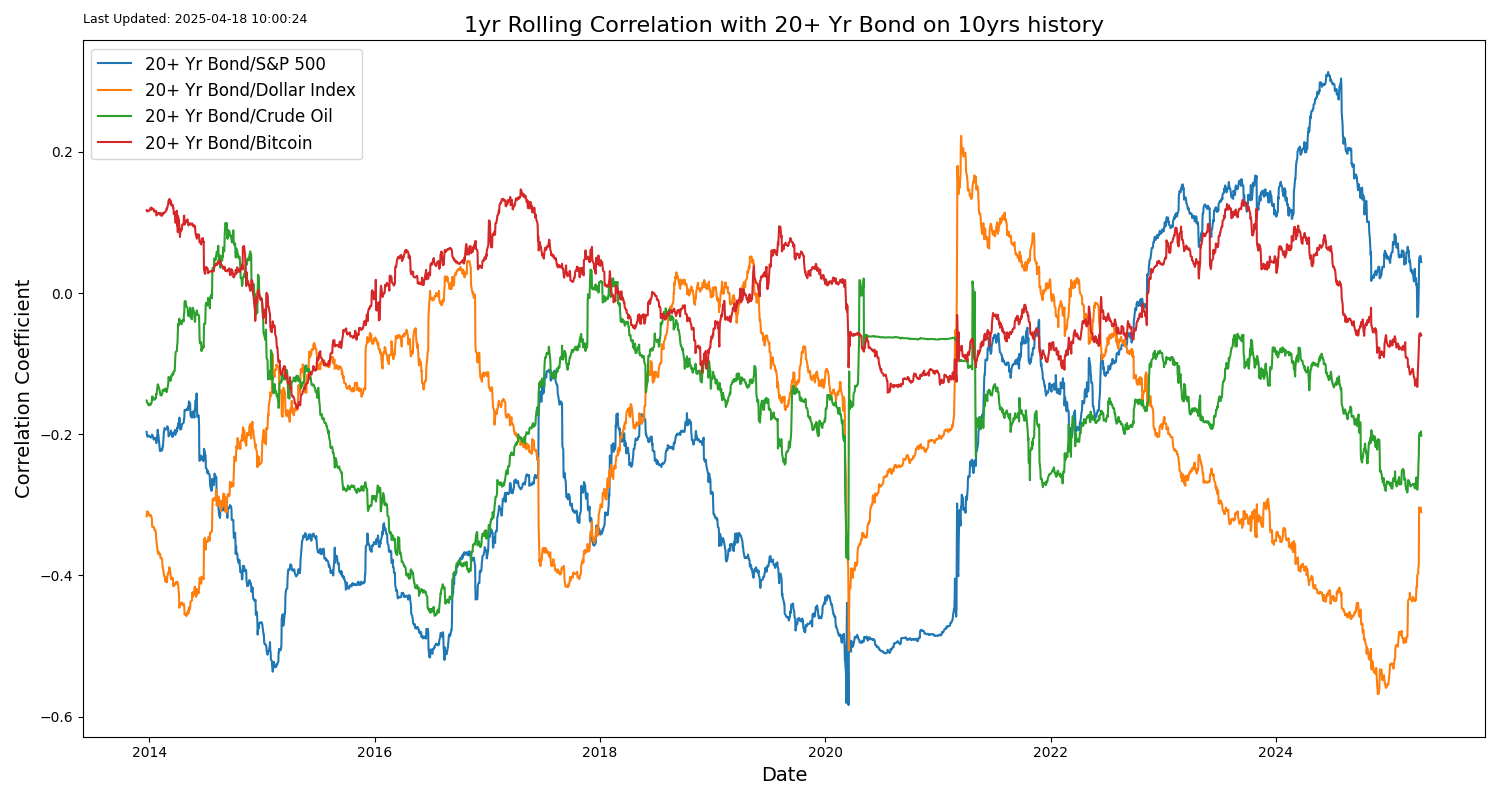 Last Updated: 2025-04-18 10:00:24
1yr Rolling Correlation with 20+ Yr Bond on 10yrs history
20+ Yr Bond/S&P 500
20+ Yr Bond/Dollar Index
20+ Yr Bond/Crude Oil
20+ Yr Bond/Bitcoin
Correlation Coefficient
0.2
0.0
−0.2
−0.4
−0.6
2014
2016
2018
2020
2022
2024
Date